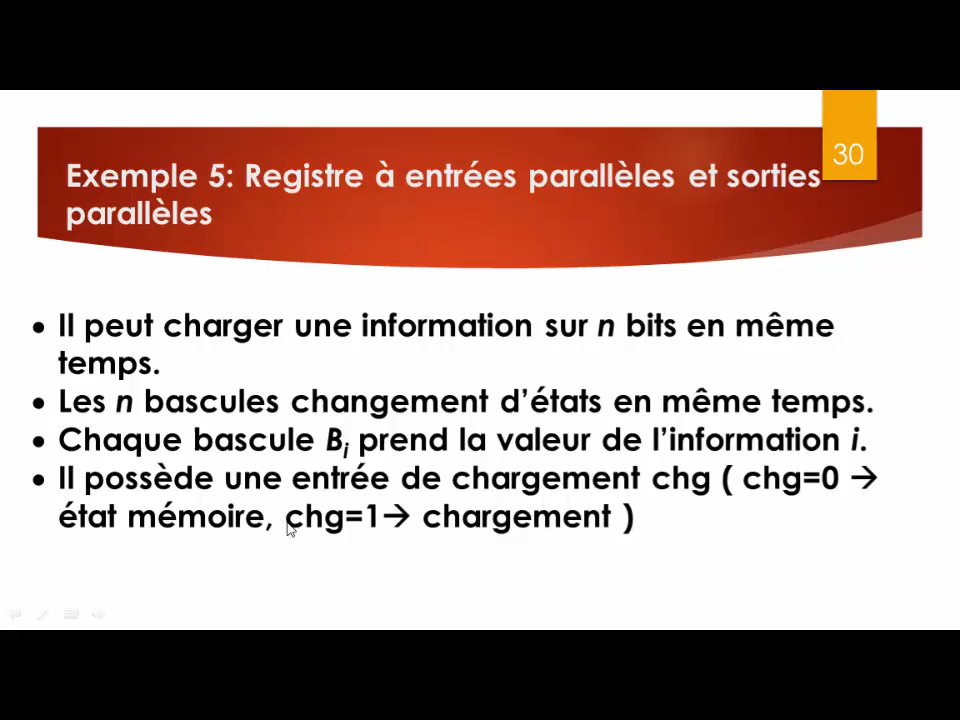 30
Exemple 5: Registre à entrées parallèles et sorties
parallèles
• Il peut charger une information sur n bits en même
temps.
• Les n bascules changement d’états en même temps.
• Chaque bascule Bi prend la valeur de l’information i.
• Il possède une entrée de chargement chg ( chg=0 →
état mémoire, chg=1→ chargement )